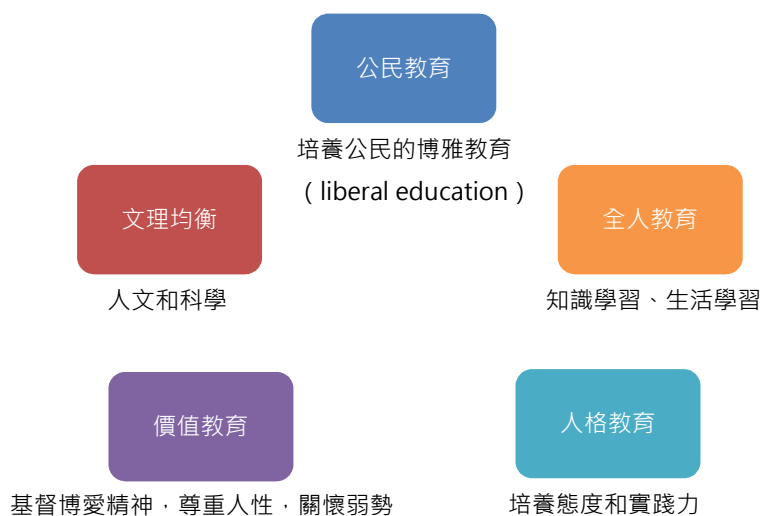 公民教育
培養公民的博雅教育
（liberal education）
文理均衡
人文和科學
全人教育
知識學習、生活學習
價值教育
基督博愛精神，尊重人性，關懷弱勢
人格教育
培養態度和實踐力